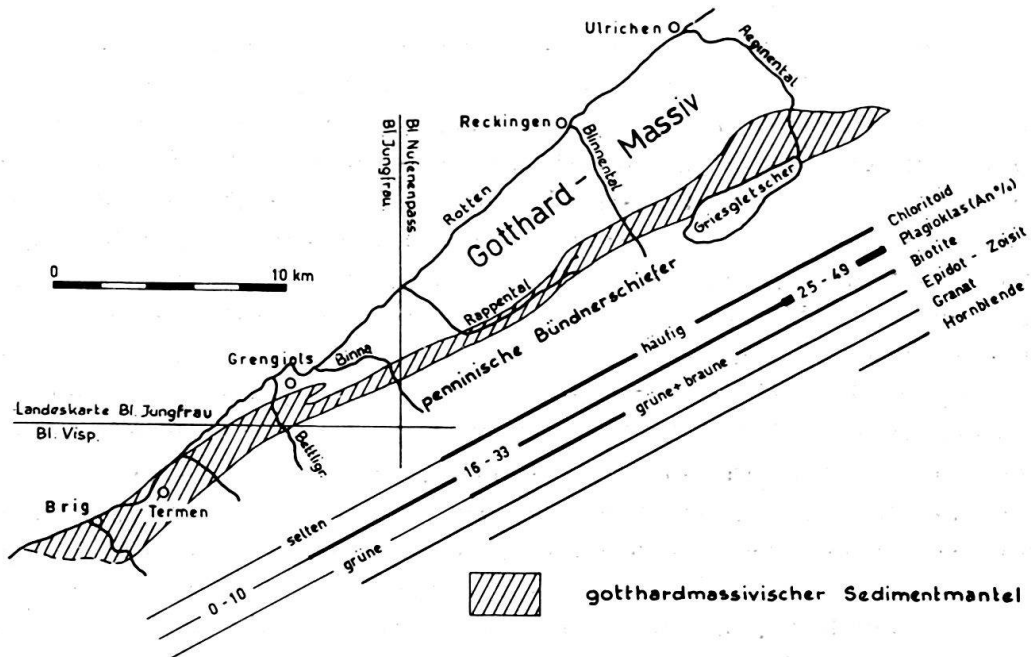 Ulrichen
Aeginental
Reckingen
Blinnental
Gotthard - Massiv
Bl. Jungfrau.
Bl. Nufenenpass.
Rotten
Griesgletscher
0 10 km
Rappental
penninische Bündnerschiefer
Grengiols
Binna
Landeskarte Bl. Jungfrau
Bl. Visp.
Bettligr.
Brig
Termen
selten häufig Chloritoid
0 - 10 16 - 33 25 - 49 Plagioklas (An%)
grüne grüne + braune Biotite
Epidot - Zoisit
Granat
Hornblende
gotthardmassivischer Sedimentmantel